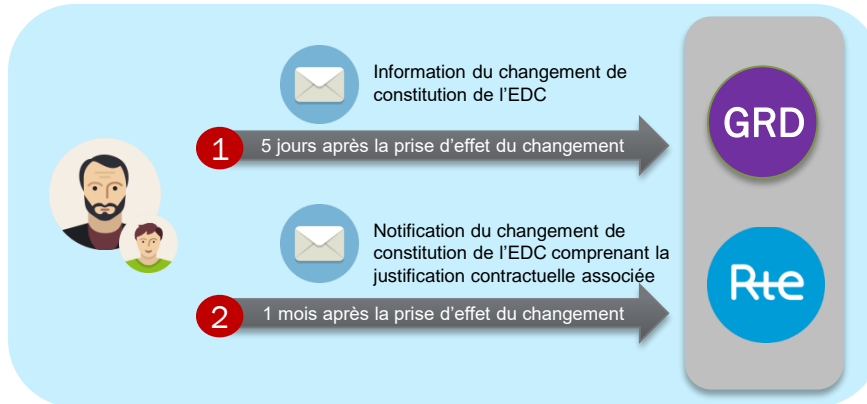 Information du changement de
constitution de l'EDC
1
5 jours après la prise d'effet du changement
GRD
Notification du changement de
constitution de l'EDC comprenant la
justification contractuelle associée
2
1 mois après la prise d'effet du changement
Rte